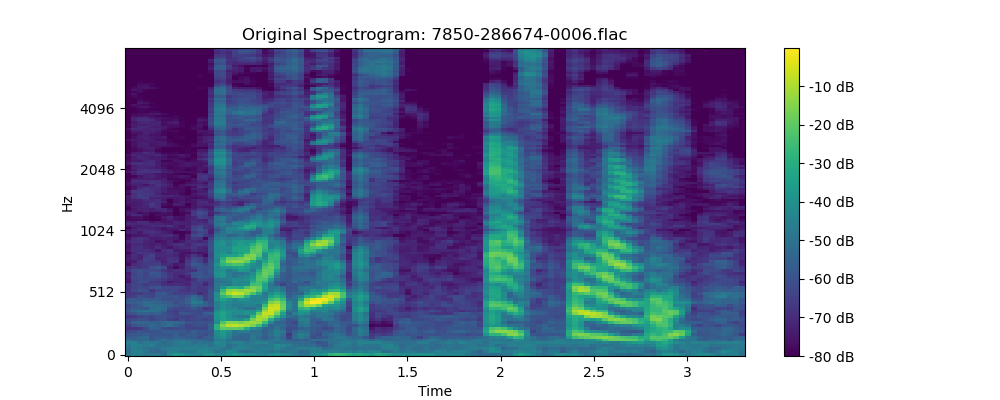 Original Spectrogram: 7850-286674-0006.flac
Hz
4096
2048
1024
512
0
0 0.5 1 1.5 2 2.5 3
Time
-10 dB
-20 dB
-30 dB
-40 dB
-50 dB
-60 dB
-70 dB
-80 dB